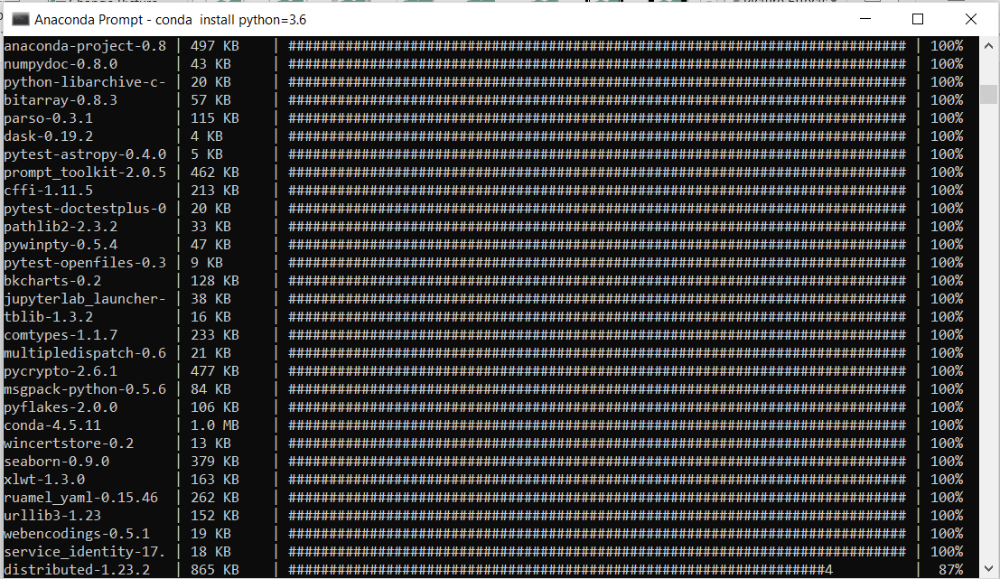 Anaconda Prompt - conda  install python=3.6
anaconda-project-0.8 | 497 KB    | ############################################################################ | 100%
numpydoc-0.8.0       | 43 KB     | ############################################################################ | 100%
python-libarchive-c- | 20 KB     | ############################################################################ | 100%
bitarray-0.8.3       | 57 KB     | ############################################################################ | 100%
parso-0.3.1          | 115 KB    | ############################################################################ | 100%
dask-0.19.2          | 4 KB      | ############################################################################ | 100%
pytest-astropy-0.4.0 | 5 KB      | ############################################################################ | 100%
prompt_toolkit-2.0.5 | 462 KB    | ############################################################################ | 100%
cffi-1.11.5          | 213 KB    | ############################################################################ | 100%
pytest-doctestplus-0 | 20 KB     | ############################################################################ | 100%
pathlib2-2.3.2       | 33 KB     | ############################################################################ | 100%
pywinpty-0.5.4       | 47 KB     | ############################################################################ | 100%
pytest-openfiles-0.3 | 9 KB      | ############################################################################ | 100%
bkcharts-0.2         | 128 KB    | ############################################################################ | 100%
jupyterlab_launcher- | 38 KB     | ############################################################################ | 100%
tblib-1.3.2          | 16 KB     | ############################################################################ | 100%
comtypes-1.1.7       | 233 KB    | ############################################################################ | 100%
multipledispatch-0.6 | 21 KB     | ############################################################################ | 100%
pycrypto-2.6.1       | 477 KB    | ############################################################################ | 100%
msgpack-python-0.5.6 | 84 KB     | ############################################################################ | 100%
pyflakes-2.0.0       | 106 KB    | ############################################################################ | 100%
conda-4.5.11         | 1.0 MB    | ############################################################################ | 100%
wincertstore-0.2     | 13 KB     | ############################################################################ | 100%
seaborn-0.9.0        | 379 KB    | ############################################################################ | 100%
xlwt-1.3.0           | 163 KB    | ############################################################################ | 100%
ruamel_yaml-0.15.46  | 262 KB    | ############################################################################ | 100%
urllib3-1.23         | 152 KB    | ############################################################################ | 100%
webencodings-0.5.1   | 19 KB     | ############################################################################ | 100%
service_identity-17. | 18 KB     | ############################################################################ | 100%
distributed-1.23.2   | 865 KB    | ##################################################################4          |  87%